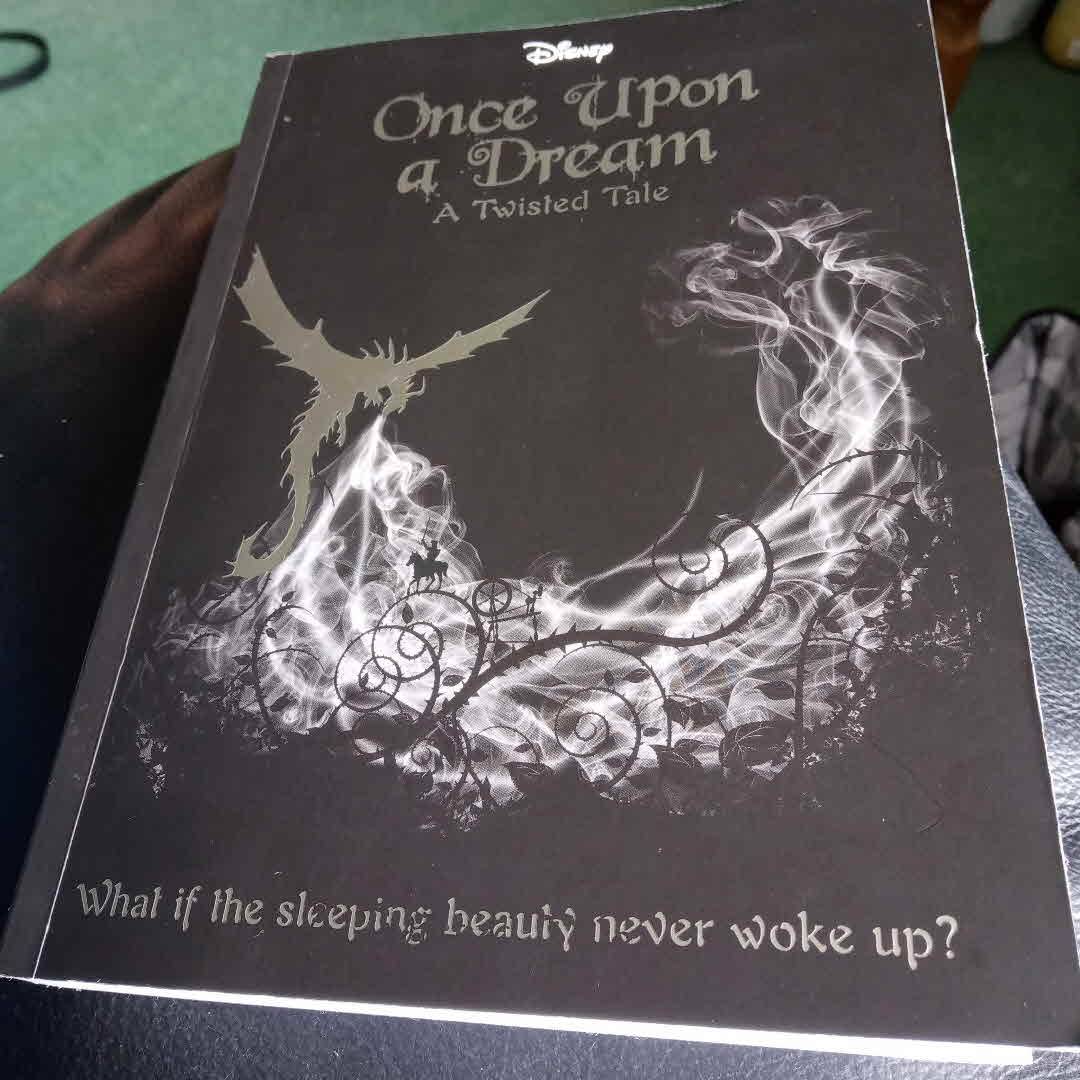 Disney
Once Upon
a Dream
A Twisted Tale
What if the sleeping beauty never woke up?